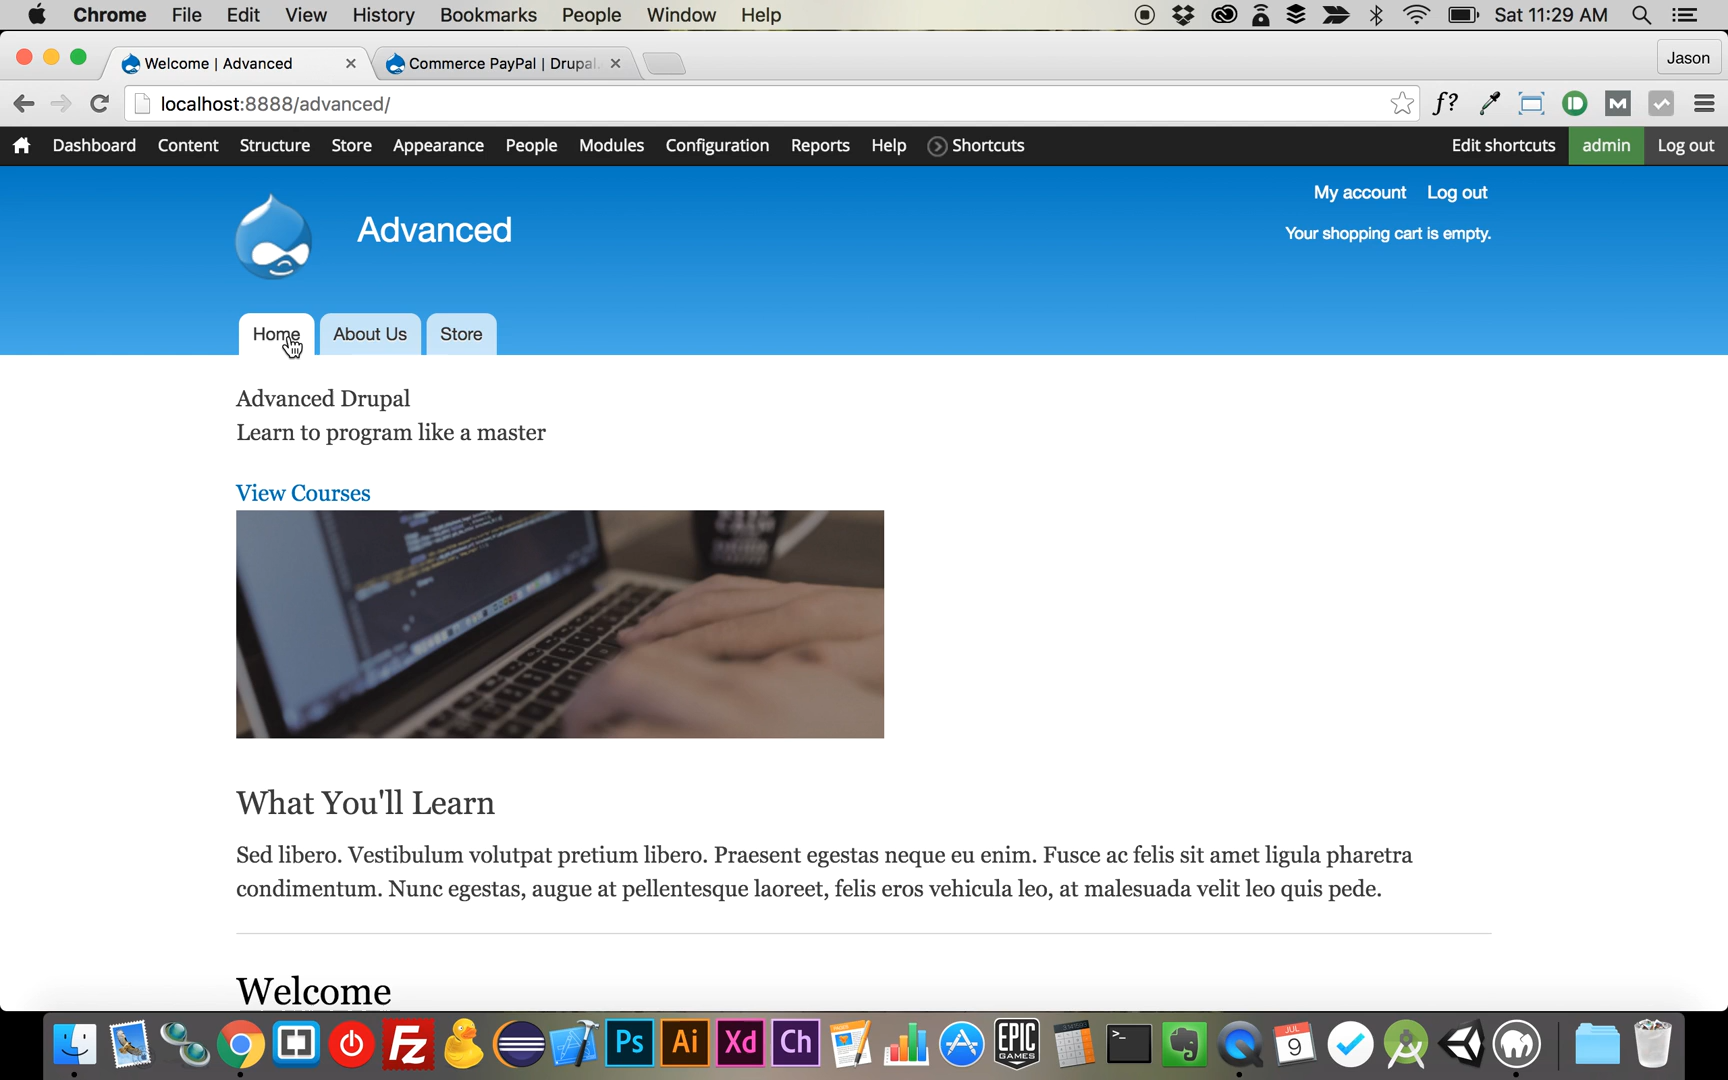 Chrome File Edit View History Bookmarks People Window Help Sat 11:29 AM
Welcome | Advanced Commerce PayPal | Drupal. Jason
localhost:8888/advanced/ f?
Dashboard Content Structure Store Appearance People Modules Configuration Reports Help Shortcuts Edit shortcuts admin Log out
My account Log out
Advanced
Your shopping cart is empty.
Home About Us Store
Advanced Drupal
Learn to program like a master
View Courses
What You'll Learn
Sed libero. Vestibulum volutpat pretium libero. Praesent egestas neque eu enim. Fusce ac felis sit amet ligula pharetra
condimentum. Nunc egestas, augue at pellentesque laoreet, felis eros vehicula leo, at malesuada velit leo quis pede.
Welcome
Fz Ps Ai Xd Ch EPIC GAMES >_ JUL 9